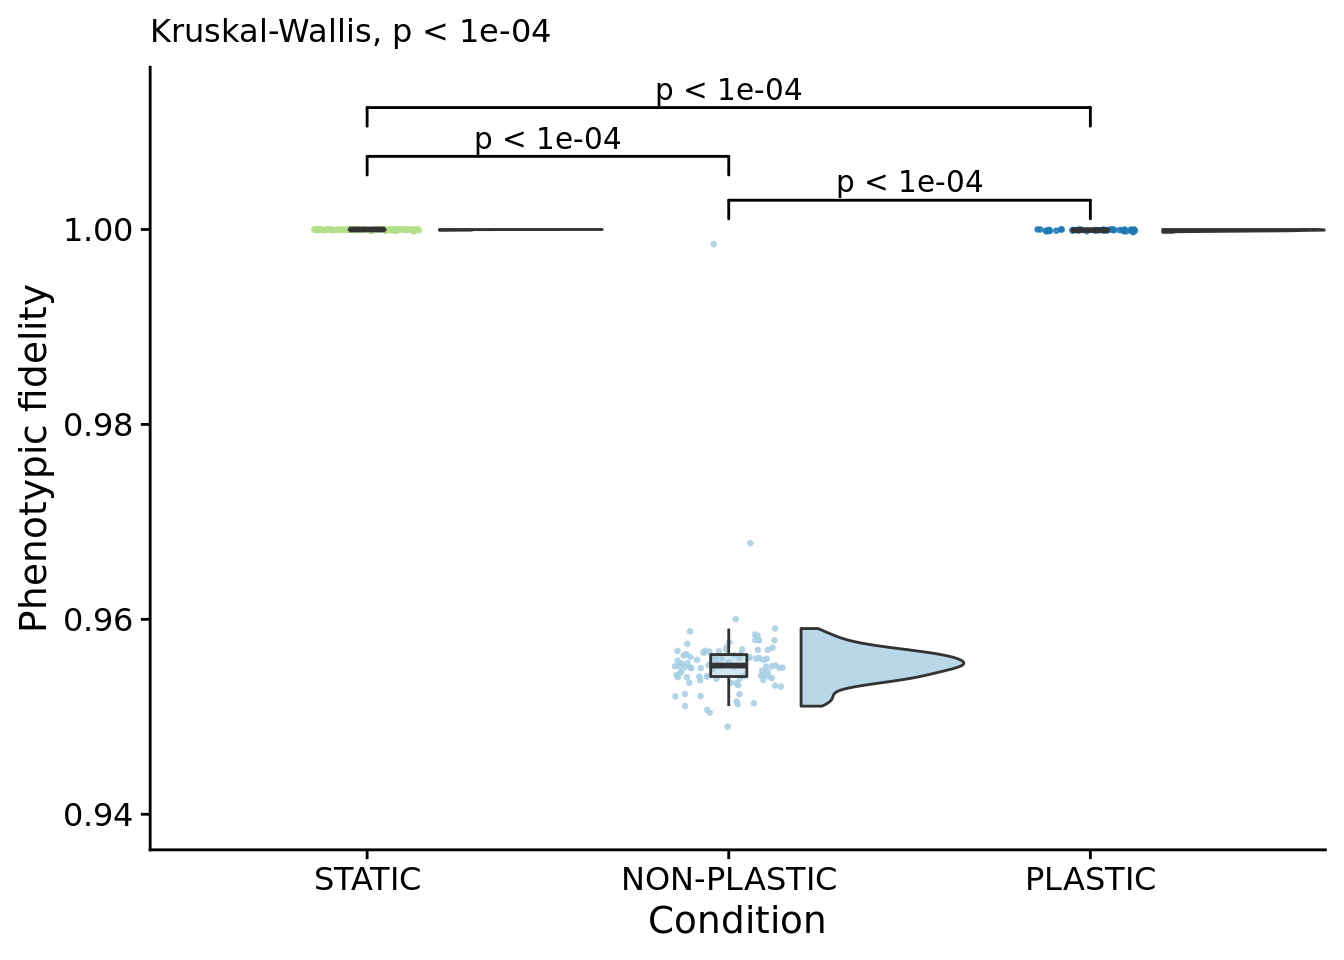 Kruskal-Wallis, p < 1e-04
p < 1e-04
p < 1e-04
p < 1e-04
Phenotypic fidelity
1.00
0.98
0.96
0.94
STATIC
NON-PLASTIC
PLASTIC
Condition